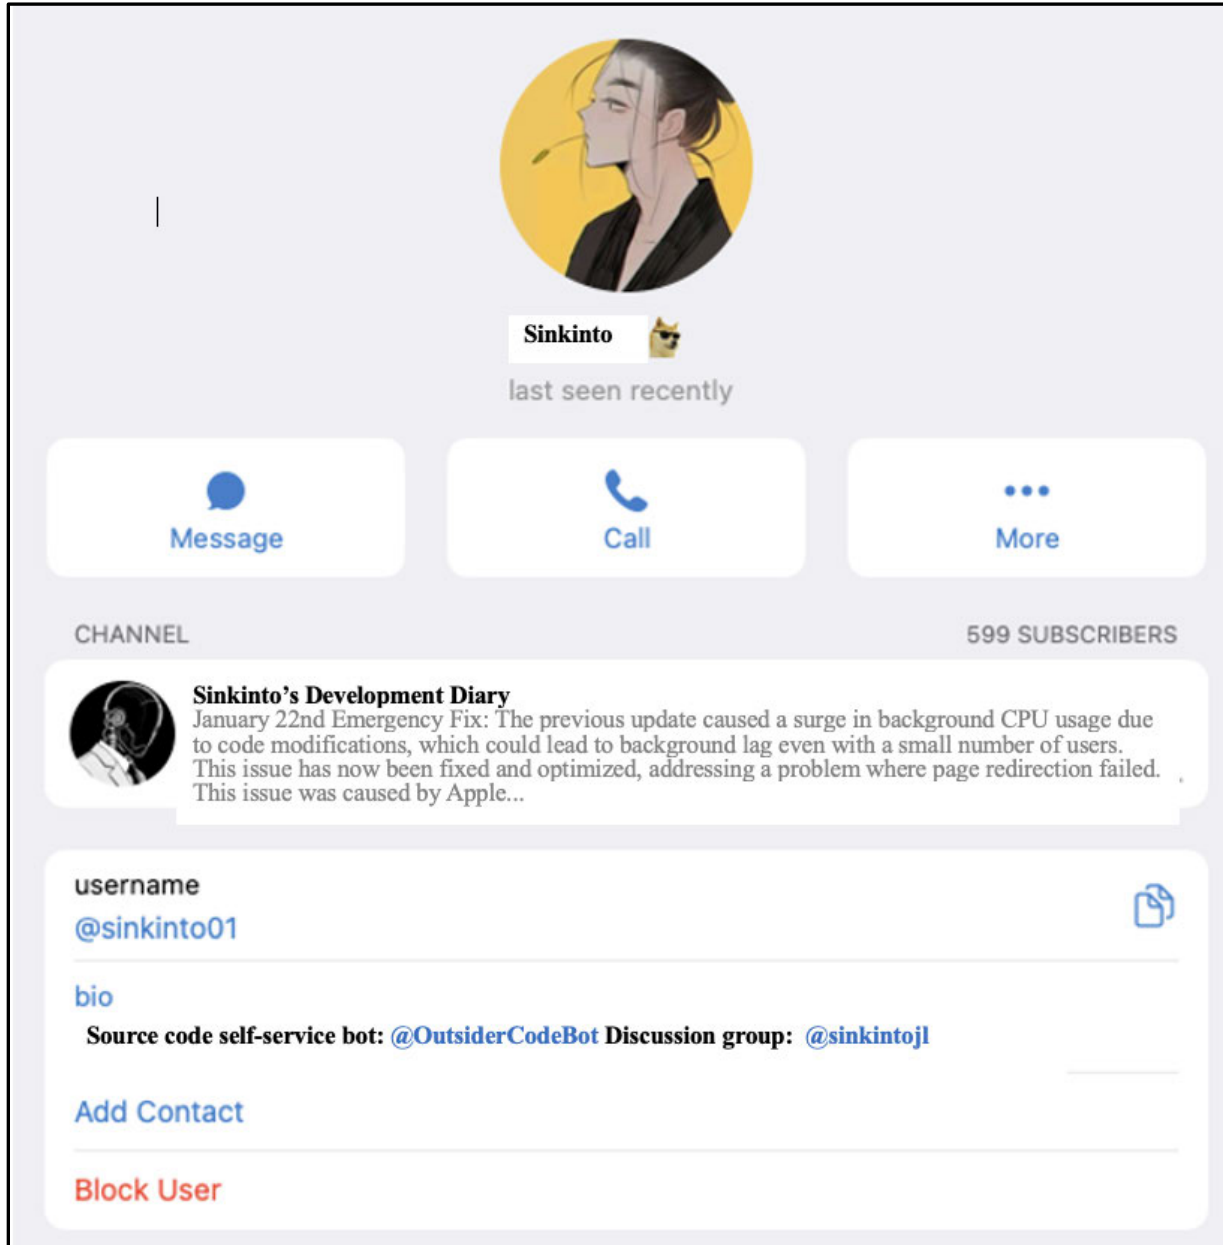 Sinkinto
last seen recently
Message
Call
More
CHANNEL
599 SUBSCRIBERS
Sinkinto’s Development Diary
January 22nd Emergency Fix: The previous update caused a surge in background CPU usage due
to code modifications, which could lead to background lag even with a small number of users.
This issue has now been fixed and optimized, addressing a problem where page redirection failed.
This issue was caused by Apple...
username
@sinkinto01
bio
Source code self-service bot: @OutsiderCodeBot Discussion group: @sinkintojl
Add Contact
Block User